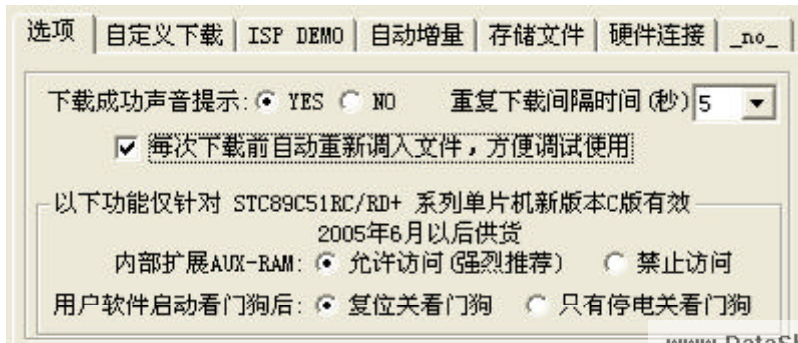 选项 自定义下载 ISP DEMO 自动增量 存储文件 硬件连接 _no_
下载成功声音提示: YES NO 重复下载间隔时间(秒) 5
每次下载前自动重新调入文件，方便调试使用
以下功能仅针对 STC89C51RC/RD+ 系列单片机新版本C版有效
2005年6月以后供货
内部扩展AUX-RAM: 允许访问(强烈推荐) 禁止访问
用户软件启动看门狗后: 复位关看门狗 只有停电关看门狗